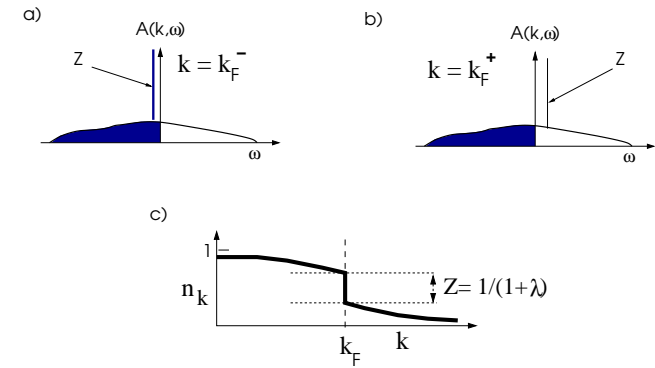 a)
A(k,ω)
Z
k = k_F^-
ω
b)
A(k,ω)
Z
k = k_F^+
ω
c)
1
n_k
Z= 1/(1+λ)
k_F
k